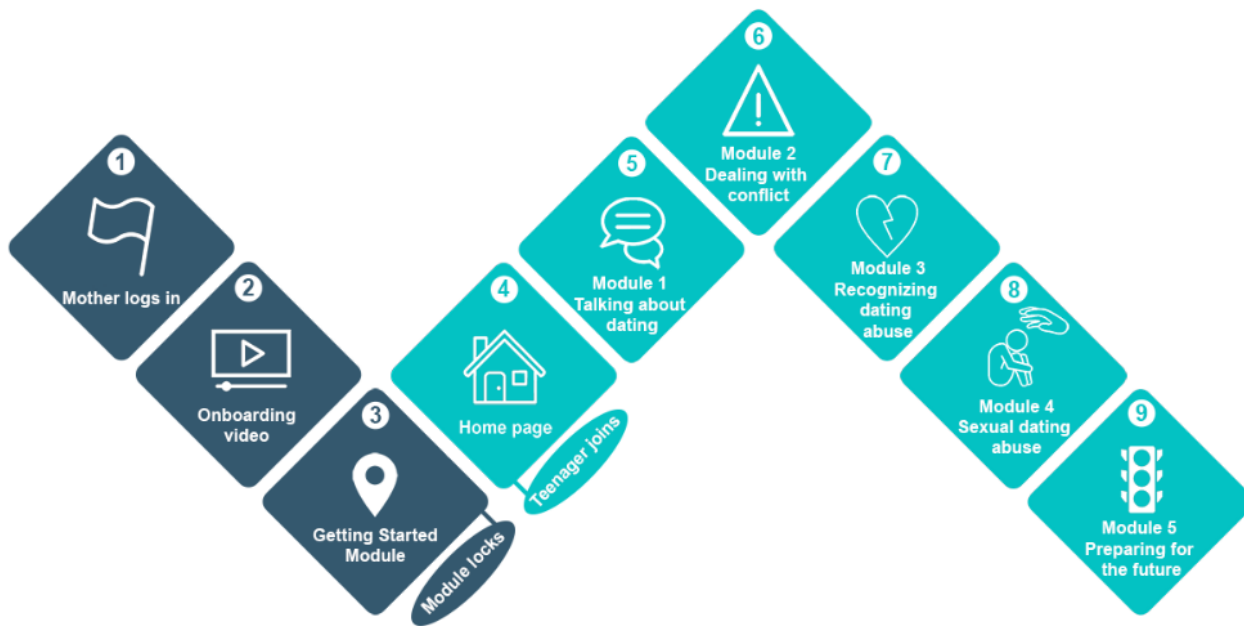 1
Mother logs in
2
Onboarding
video
3
Getting Started
Module
Module locks
4
Home page
Teenager joins
5
Module 1
Talking about
dating
6
Module 2
Dealing with
conflict
7
Module 3
Recognizing
dating
abuse
8
Module 4
Sexual dating
abuse
9
Module 5
Preparing for
the future